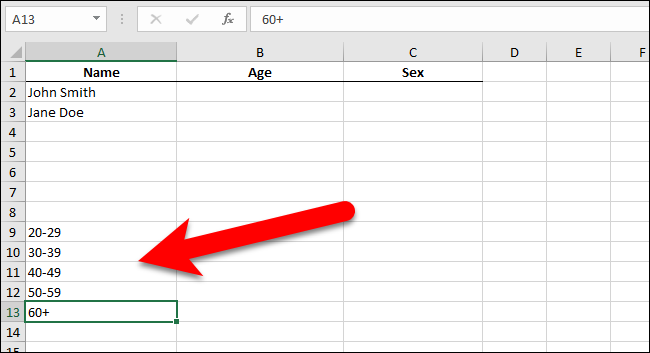 A13 fx 60+
A B C D E F
1 Name Age Sex
2 John Smith
3 Jane Doe
4
5
6
7
8
9 20-29
10 30-39
11 40-49
12 50-59
13 60+
14
15